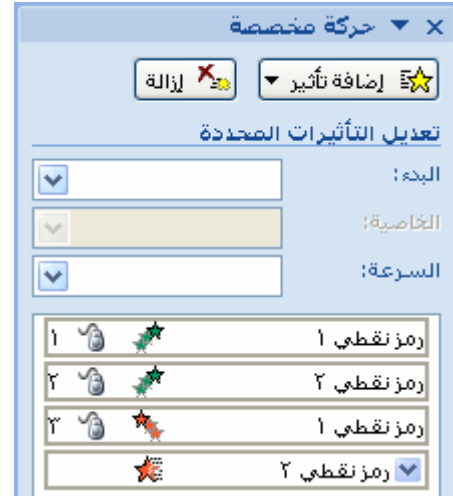 حركة مخصصة
إضافة تأثير إزالة
تعديل التأثيرات المحددة
البدء:
الخاصية:
السرعة:
رمز نقطي ١ ١
رمز نقطي ٢ ٢
رمز نقطي ١ ٣
رمز نقطي ٢